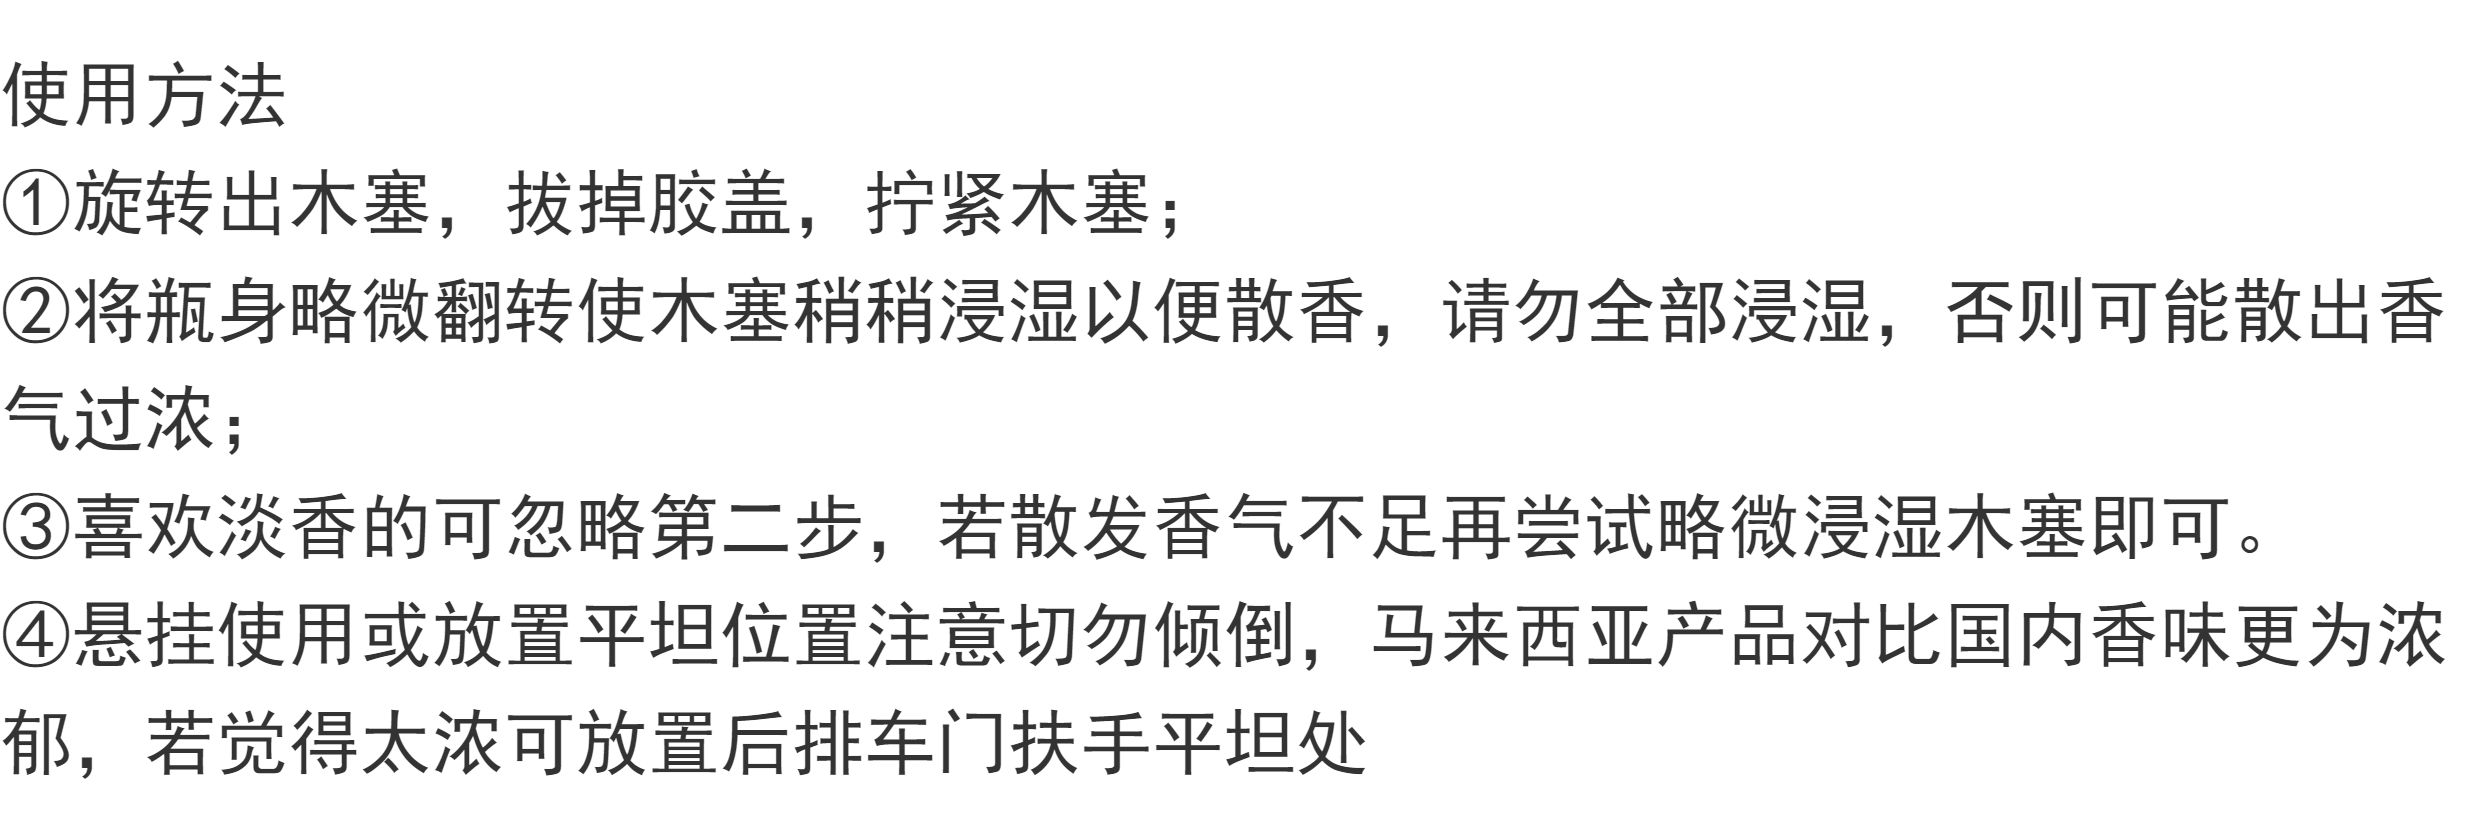 使用方法
①旋转出木塞，拔掉胶盖，拧紧木塞；
②将瓶身略微翻转使木塞稍稍浸湿以便散香，请勿全部浸湿，否则可能散出香
气过浓；
③喜欢淡香的可忽略第二步，若散发香气不足再尝试略微浸湿木塞即可。
④悬挂使用或放置平坦位置注意切勿倾倒，马来西亚产品对比国内香味更为浓
郁，若觉得太浓可放置后排车门扶手平坦处